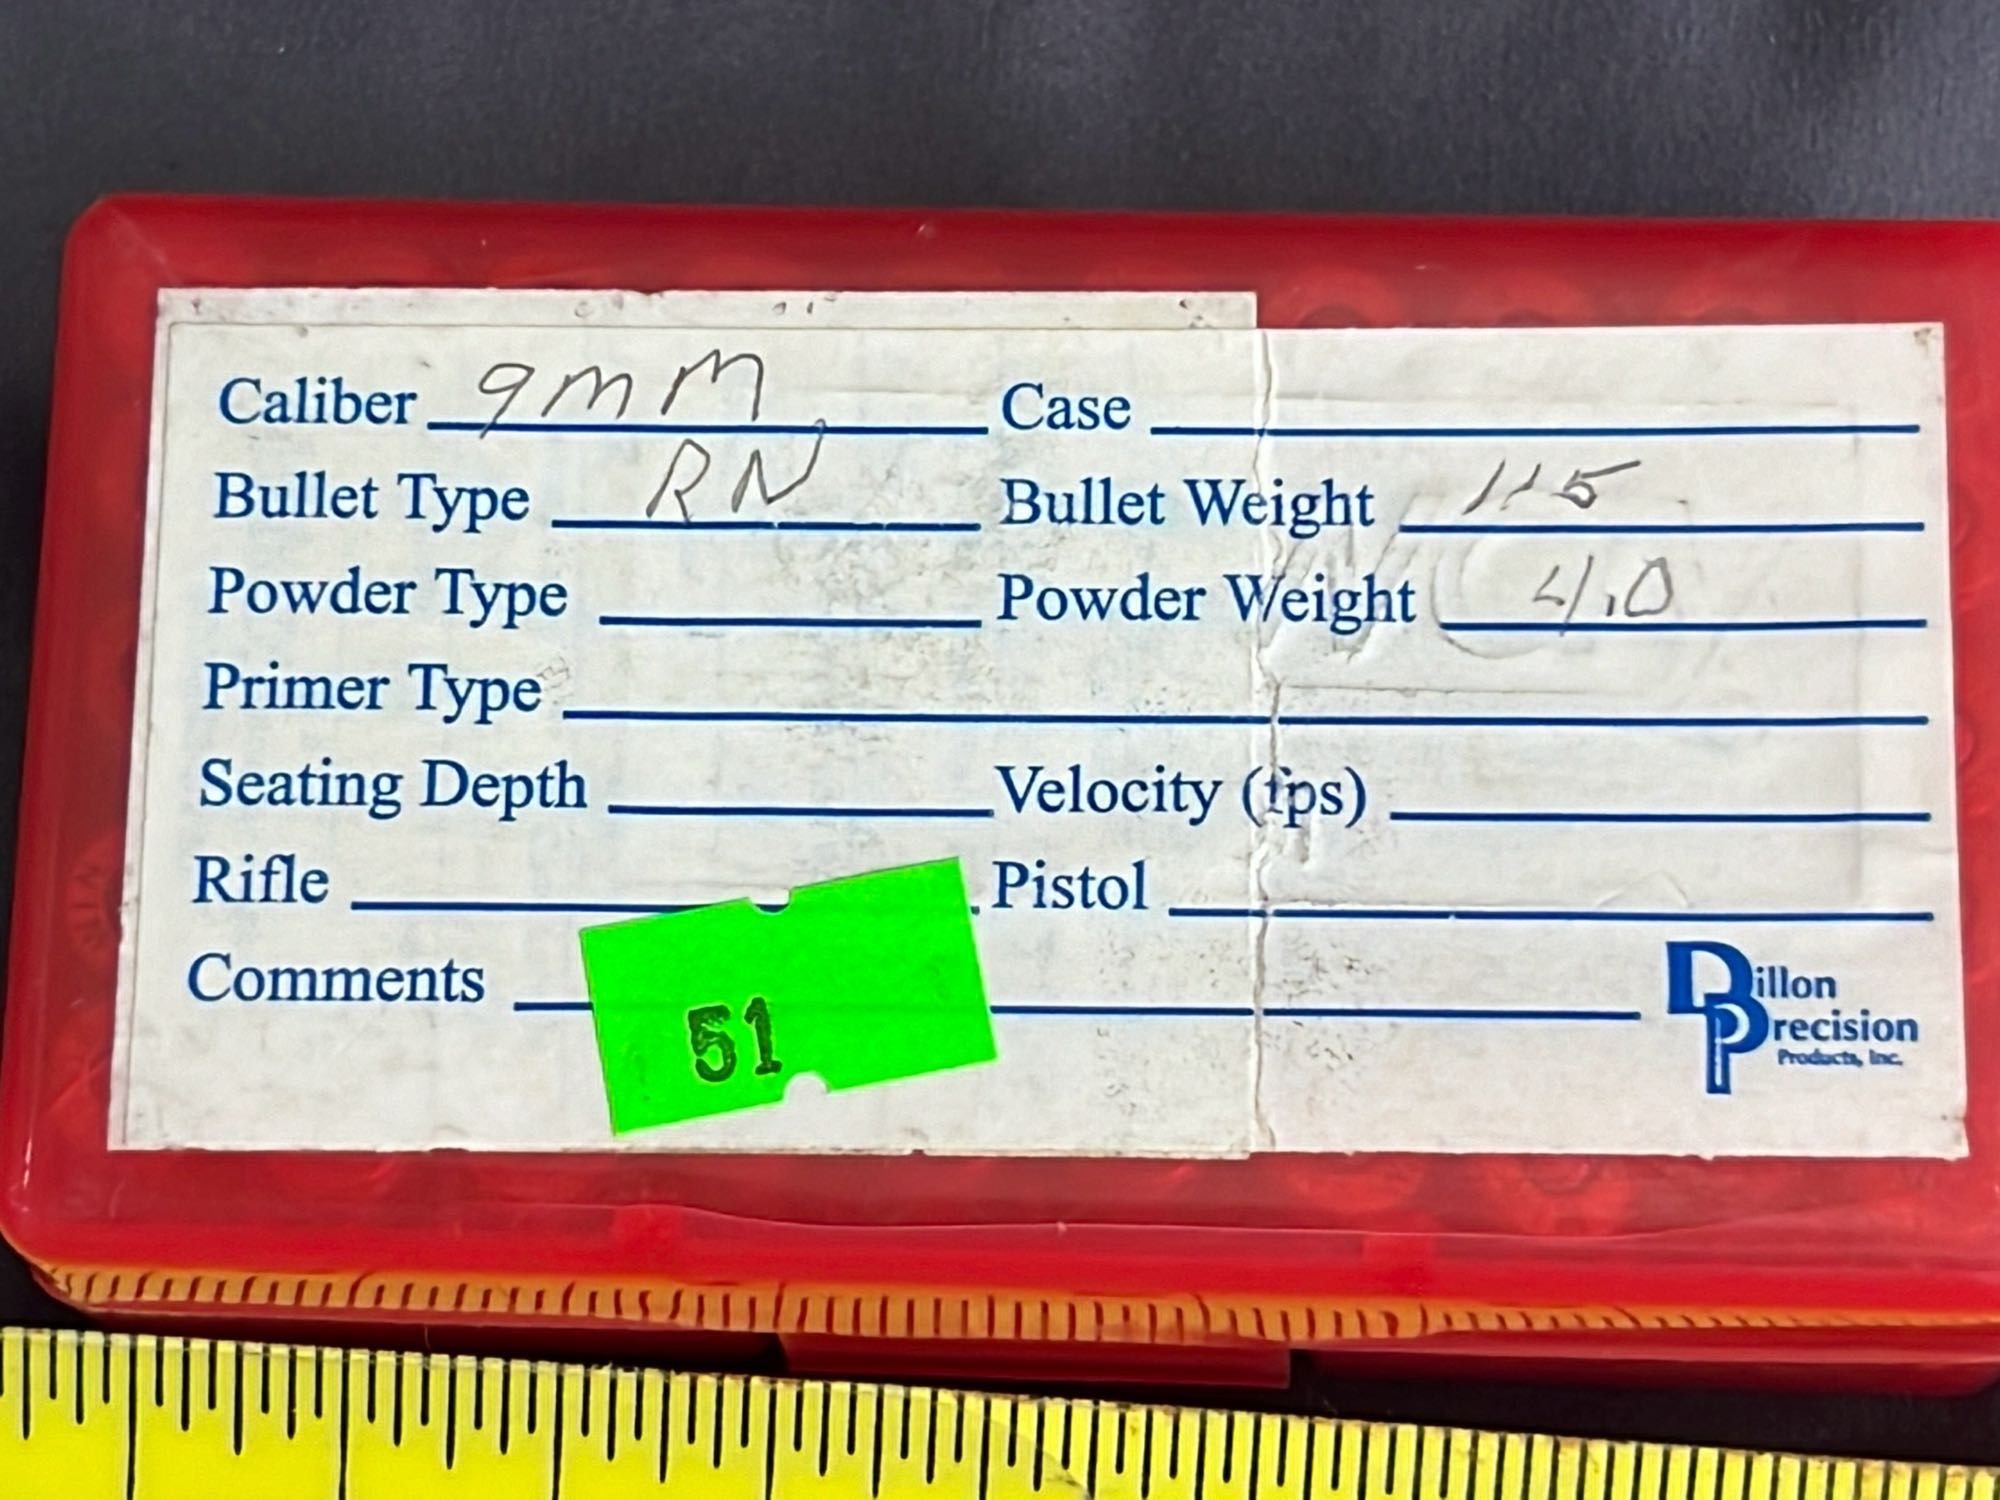 Caliber 9mm Case
Bullet Type RN Bullet Weight 115
Powder Type Powder Weight 4.0
Primer Type
Seating Depth Velocity (fps)
Rifle Pistol
Comments
51
Dillon
Precision
Products, Inc.